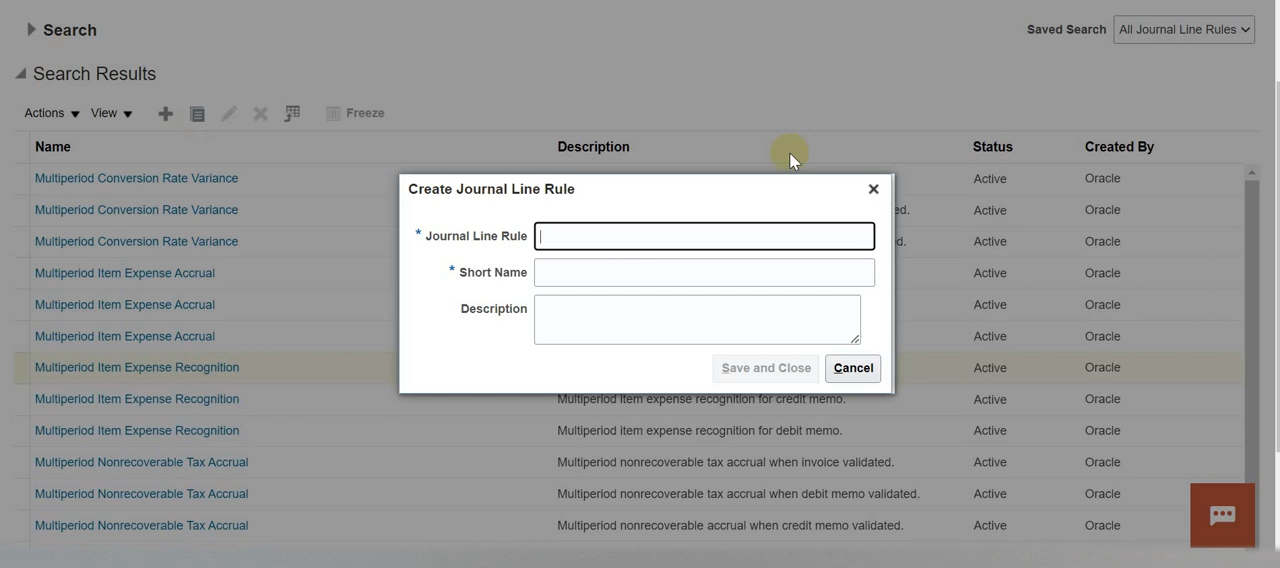 Search
Saved Search All Journal Line Rules
Search Results
Actions View Freeze
Name Description Status Created By
Multiperiod Conversion Rate Variance Active Oracle
Multiperiod Conversion Rate Variance ed. Active Oracle
Multiperiod Conversion Rate Variance d. Active Oracle
Multiperiod Item Expense Accrual Active Oracle
Multiperiod Item Expense Accrual Active Oracle
Multiperiod Item Expense Accrual Active Oracle
Multiperiod Item Expense Recognition Active Oracle
Multiperiod Item Expense Recognition Multiperiod item expense recognition for credit memo. Active Oracle
Multiperiod Item Expense Recognition Multiperiod item expense recognition for debit memo. Active Oracle
Multiperiod Nonrecoverable Tax Accrual Multiperiod nonrecoverable tax accrual when invoice validated. Active Oracle
Multiperiod Nonrecoverable Tax Accrual Multiperiod nonrecoverable tax accrual when debit memo validated. Active Oracle
Multiperiod Nonrecoverable Tax Accrual Multiperiod nonrecoverable accrual when credit memo validated. Active Oracle
Create Journal Line Rule
* Journal Line Rule
* Short Name
Description
Save and Close Cancel